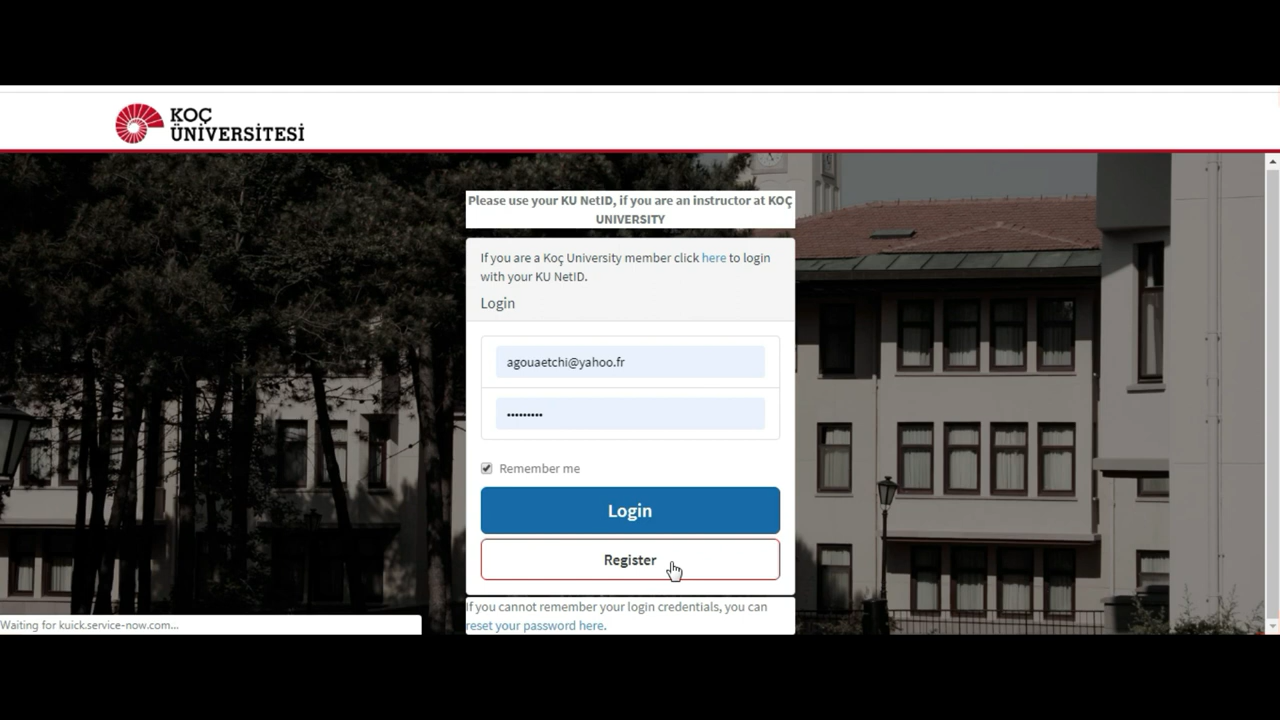 KOÇ
ÜNİVERSİTESİ
Please use your KU NetID, if you are an instructor at KOÇ
UNIVERSITY
If you are a Koç University member click here to login
with your KU NetID.
Login
agouaetchi@yahoo.fr
•••••••••
Remember me
Login
Register
If you cannot remember your login credentials, you can
reset your password here.
Waiting for kuick.service-now.com...